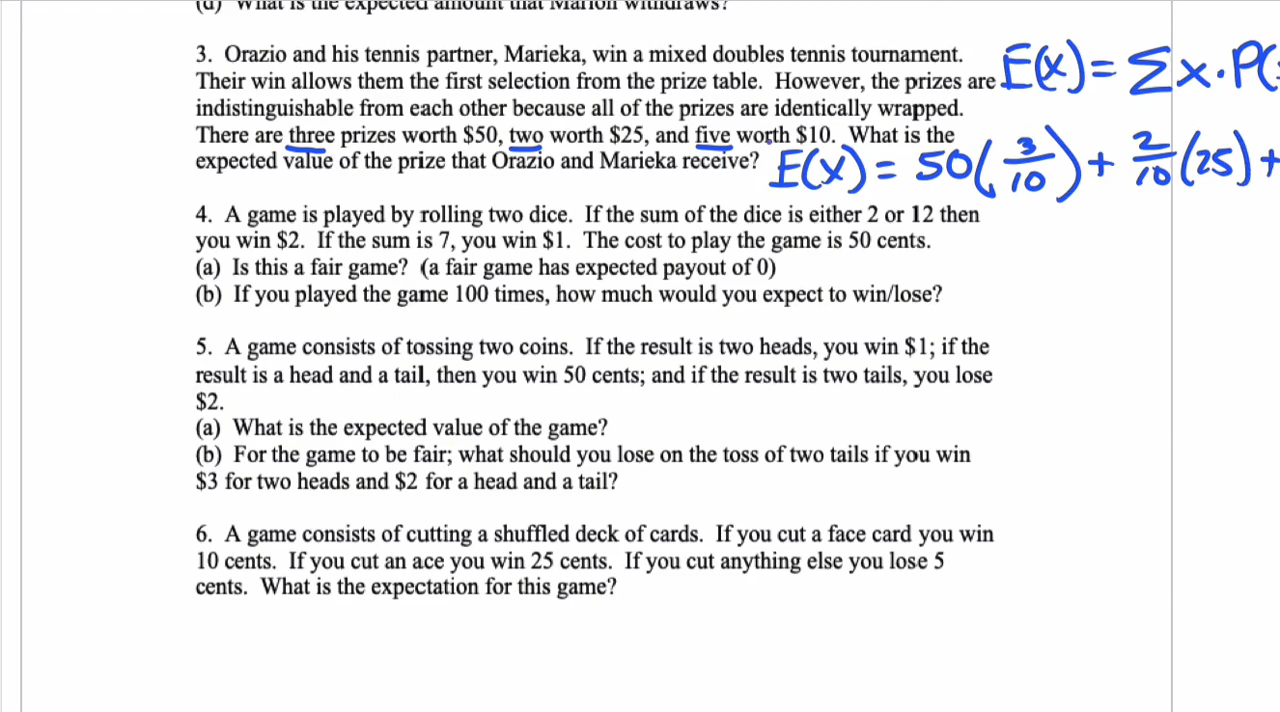 (d) What is the expected amount that Marion withdraws?
3. Orazio and his tennis partner, Marieka, win a mixed doubles tennis tournament.
Their win allows them the first selection from the prize table. However, the prizes are
indistinguishable from each other because all of the prizes are identically wrapped.
There are three prizes worth $50, two worth $25, and five worth $10. What is the
expected value of the prize that Orazio and Marieka receive?
E(X) = Σx·P(
E(X) = 50(3/10) + 2/10(25) +
4. A game is played by rolling two dice. If the sum of the dice is either 2 or 12 then
you win $2. If the sum is 7, you win $1. The cost to play the game is 50 cents.
(a) Is this a fair game? (a fair game has expected payout of 0)
(b) If you played the game 100 times, how much would you expect to win/lose?
5. A game consists of tossing two coins. If the result is two heads, you win $1; if the
result is a head and a tail, then you win 50 cents; and if the result is two tails, you lose
$2.
(a) What is the expected value of the game?
(b) For the game to be fair; what should you lose on the toss of two tails if you win
$3 for two heads and $2 for a head and a tail?
6. A game consists of cutting a shuffled deck of cards. If you cut a face card you win
10 cents. If you cut an ace you win 25 cents. If you cut anything else you lose 5
cents. What is the expectation for this game?